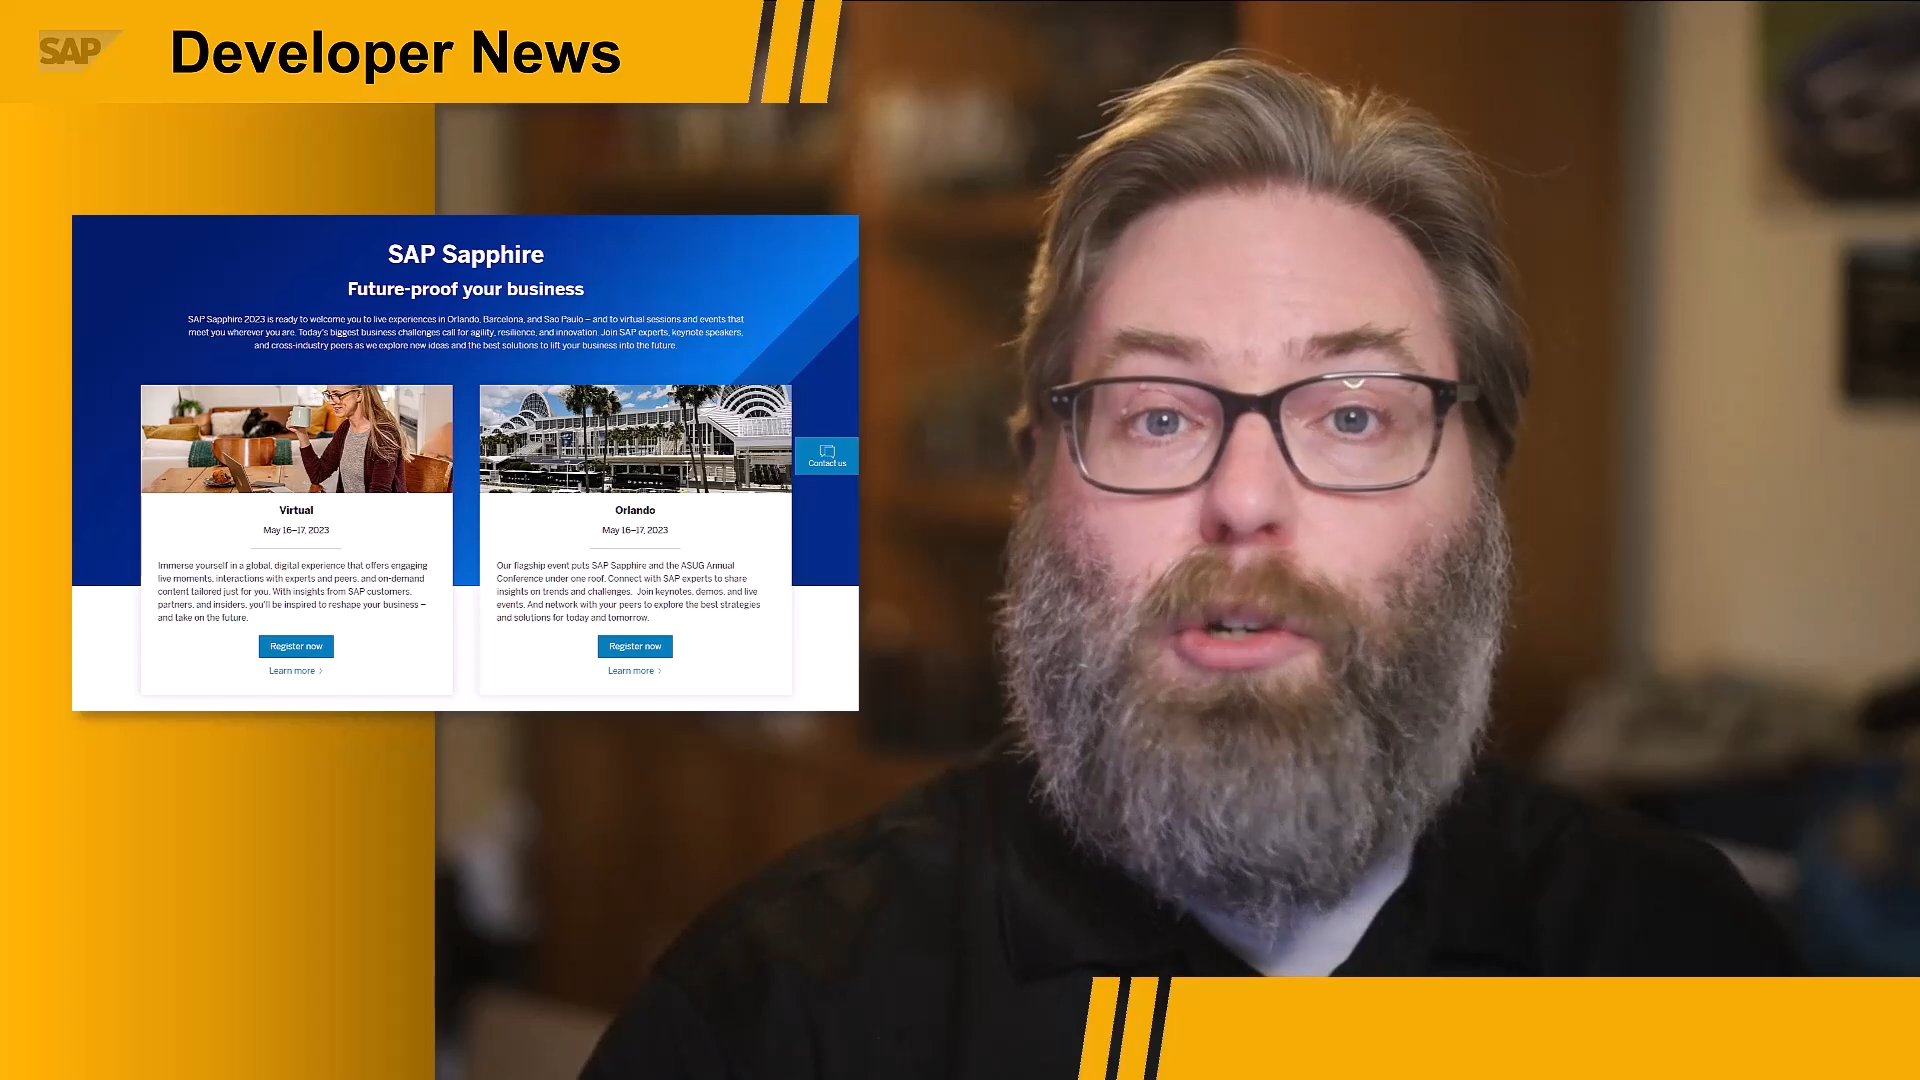 SAP
Developer News
SAP Sapphire
Future-proof your business
SAP Sapphire 2023 is ready to welcome you to live experiences in Orlando, Barcelona, and Sao Paulo – and to virtual sessions and events that
meet you wherever you are. Today's biggest business challenges call for agility, resilience, and innovation. Join SAP experts, keynote speakers,
and cross-industry peers as we explore new ideas and the best solutions to lift your business into the future.
Contact us
Virtual
May 16–17, 2023
Immerse yourself in a global, digital experience that offers engaging
live moments, interactions with experts and peers, and on-demand
content tailored just for you. With insights from SAP customers,
partners, and insiders, you'll be inspired to reshape your business –
and take on the future.
Register now
Learn more
Orlando
May 16–17, 2023
Our flagship event puts SAP Sapphire and the ASUG Annual
Conference under one roof. Connect with SAP experts to share
insights on trends and challenges. Join keynotes, demos, and live
events. And network with your peers to explore the best strategies
and solutions for today and tomorrow.
Register now
Learn more